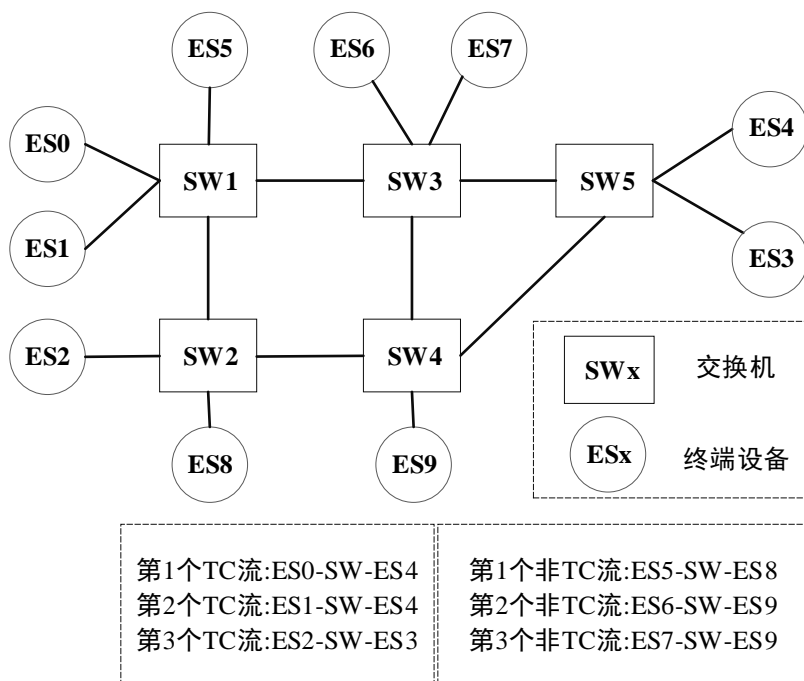 ES5
ES6
ES7
ES0
ES4
SW1
SW3
SW5
ES1
ES3
ES2
SW2
SW4
SWx
交换机
ES8
ES9
ESx
终端设备
第1个TC流:ES0-SW-ES4
第2个TC流:ES1-SW-ES4
第3个TC流:ES2-SW-ES3
第1个非TC流:ES5-SW-ES8
第2个非TC流:ES6-SW-ES9
第3个非TC流:ES7-SW-ES9